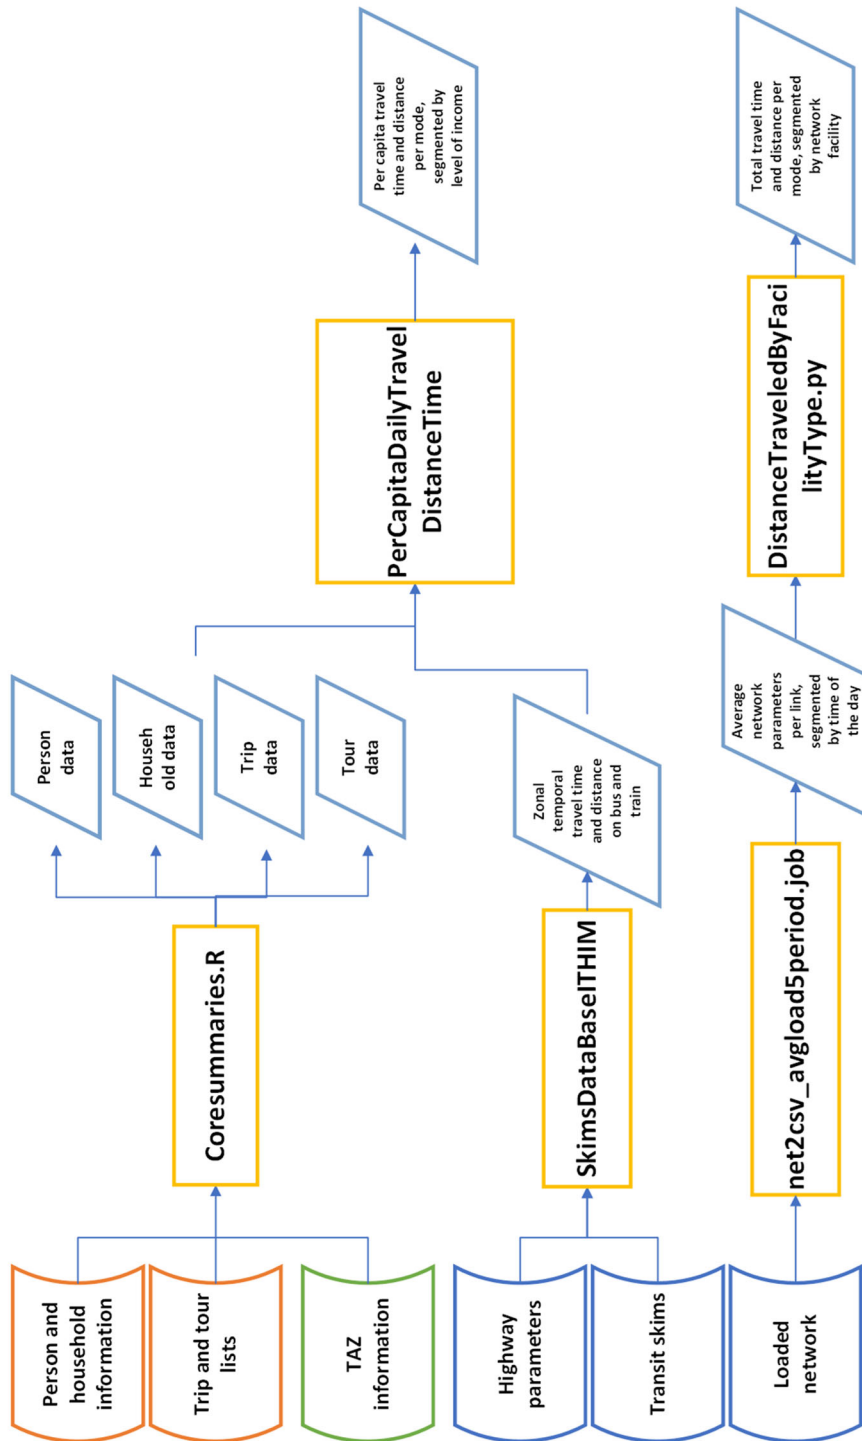 Person and
household
information
Trip and tour
lists
TAZ
information
Highway
parameters
Transit skims
Loaded
network
Coresummaries.R
SkimsDataBaseITHIM
net2csv_avgload5period.job
Person
data
Househ
old data
Trip
data
Tour
data
Zonal
temporal
travel time
and distance
on bus and
train
Average
network
parameters
per link,
segmented
by time of
the day
PerCapitaDailyTravel
DistanceTime
DistanceTraveledByFaci
lityType.py
Per capita travel
time and distance
per mode,
segmented by
level of income
Total travel time
and distance per
mode, segmented
by network
facility